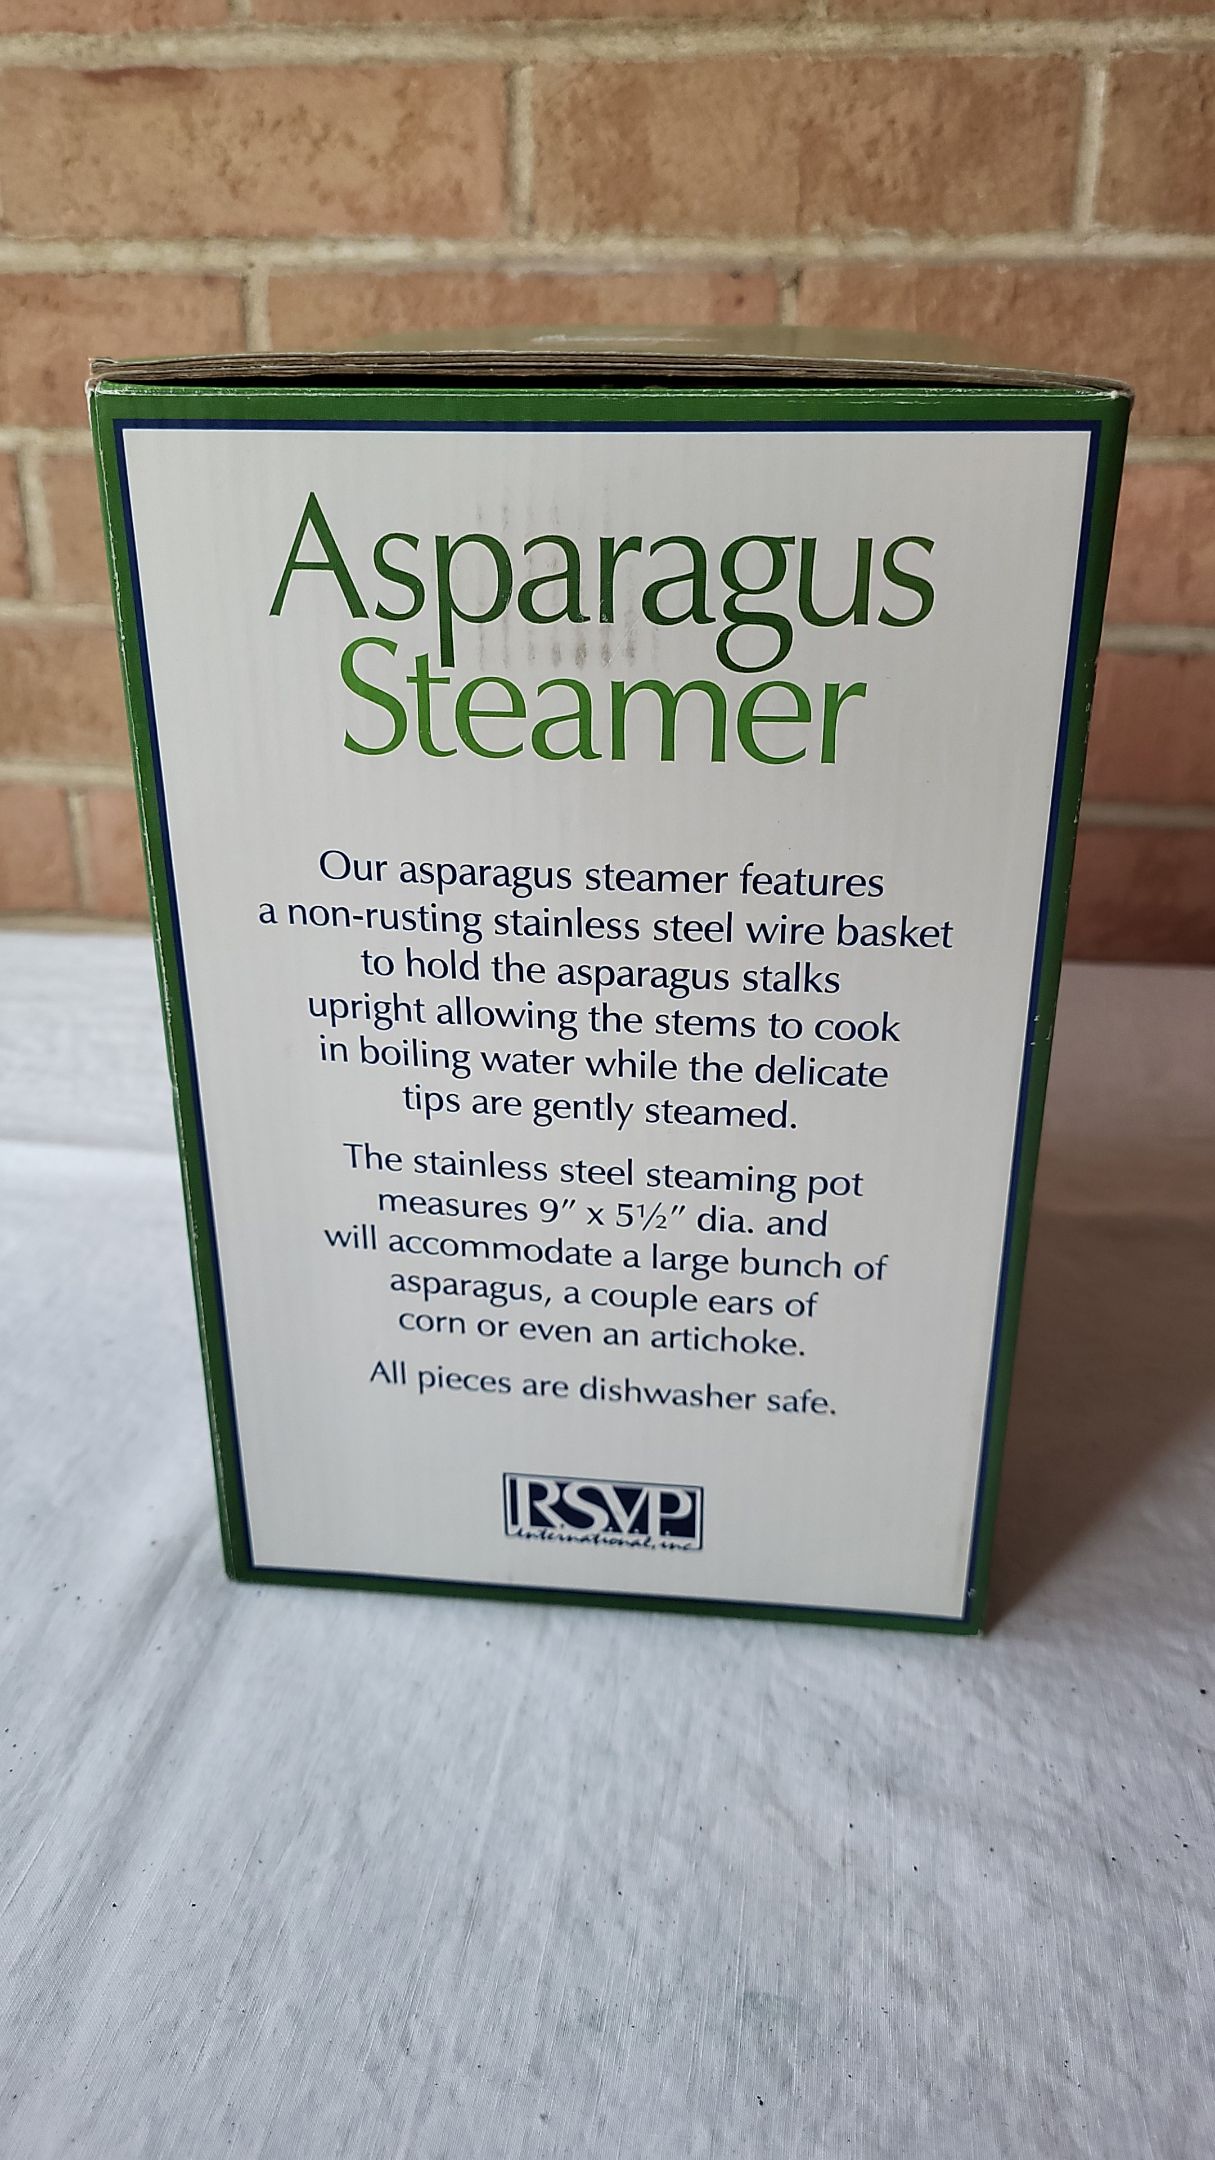 Asparagus
Steamer
Our asparagus steamer features
a non-rusting stainless steel wire basket
to hold the asparagus stalks
upright allowing the stems to cook
in boiling water while the delicate
tips are gently steamed.
The stainless steel steaming pot
measures 9″ x 5½″ dia. and
will accommodate a large bunch of
asparagus, a couple ears of
corn or even an artichoke.
All pieces are dishwasher safe.
RSVP
International, inc.